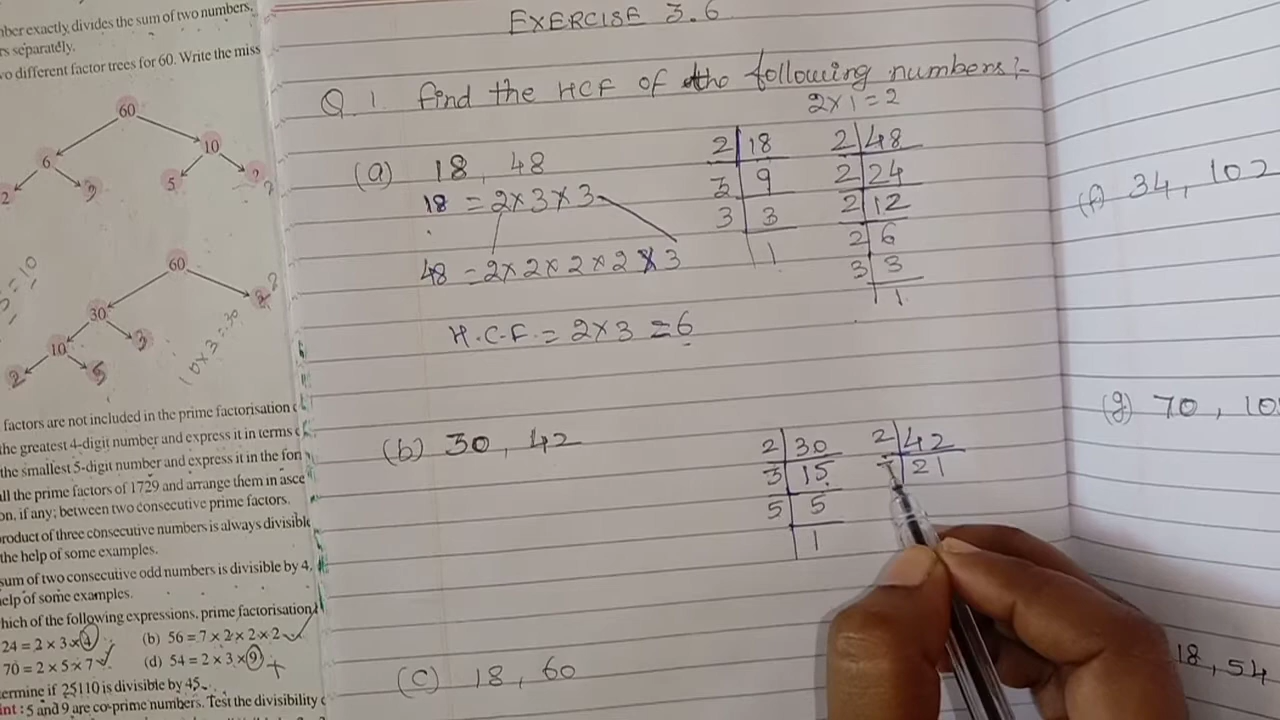 EXERCISE 3.6
Q 1. find the HCF of the following numbers:-
2×1=2
(a) 18, 48
18 = 2×3×3
48 = 2×2×2×2×3
H.C.F. = 2×3 = 6
2 18
3 9
3 3
1
2 48
2 24
2 12
2 6
3 3
1
(b) 30, 42
2 30
3 15
5 5
1
2 42
21
(c) 18, 60
(f) 34, 102
(g) 70, 10
18, 54
exactly divides the sum of two numbers,
separately.
different factor trees for 60. Write the miss
60
6 10
2 3 5 ?
60
30 2 ?
10 3
2 5
10×3=30
factors are not included in the prime factorisation
the greatest 4-digit number and express it in terms
the smallest 5-digit number and express it in the for
all the prime factors of 1729 and arrange them in asce
on, if any; between two consecutive prime factors.
product of three consecutive numbers is always divisible
the help of some examples.
sum of two consecutive odd numbers is divisible by 4.
help of some examples.
hich of the following expressions, prime factorisation
24 = 2 × 3 × 4 (b) 56 = 7 × 2 × 2 × 2
70 = 2 × 5 × 7 (d) 54 = 2 × 3 × 9
ermine if 25110 is divisible by 45.
int : 5 and 9 are co-prime numbers. Test the divisibility